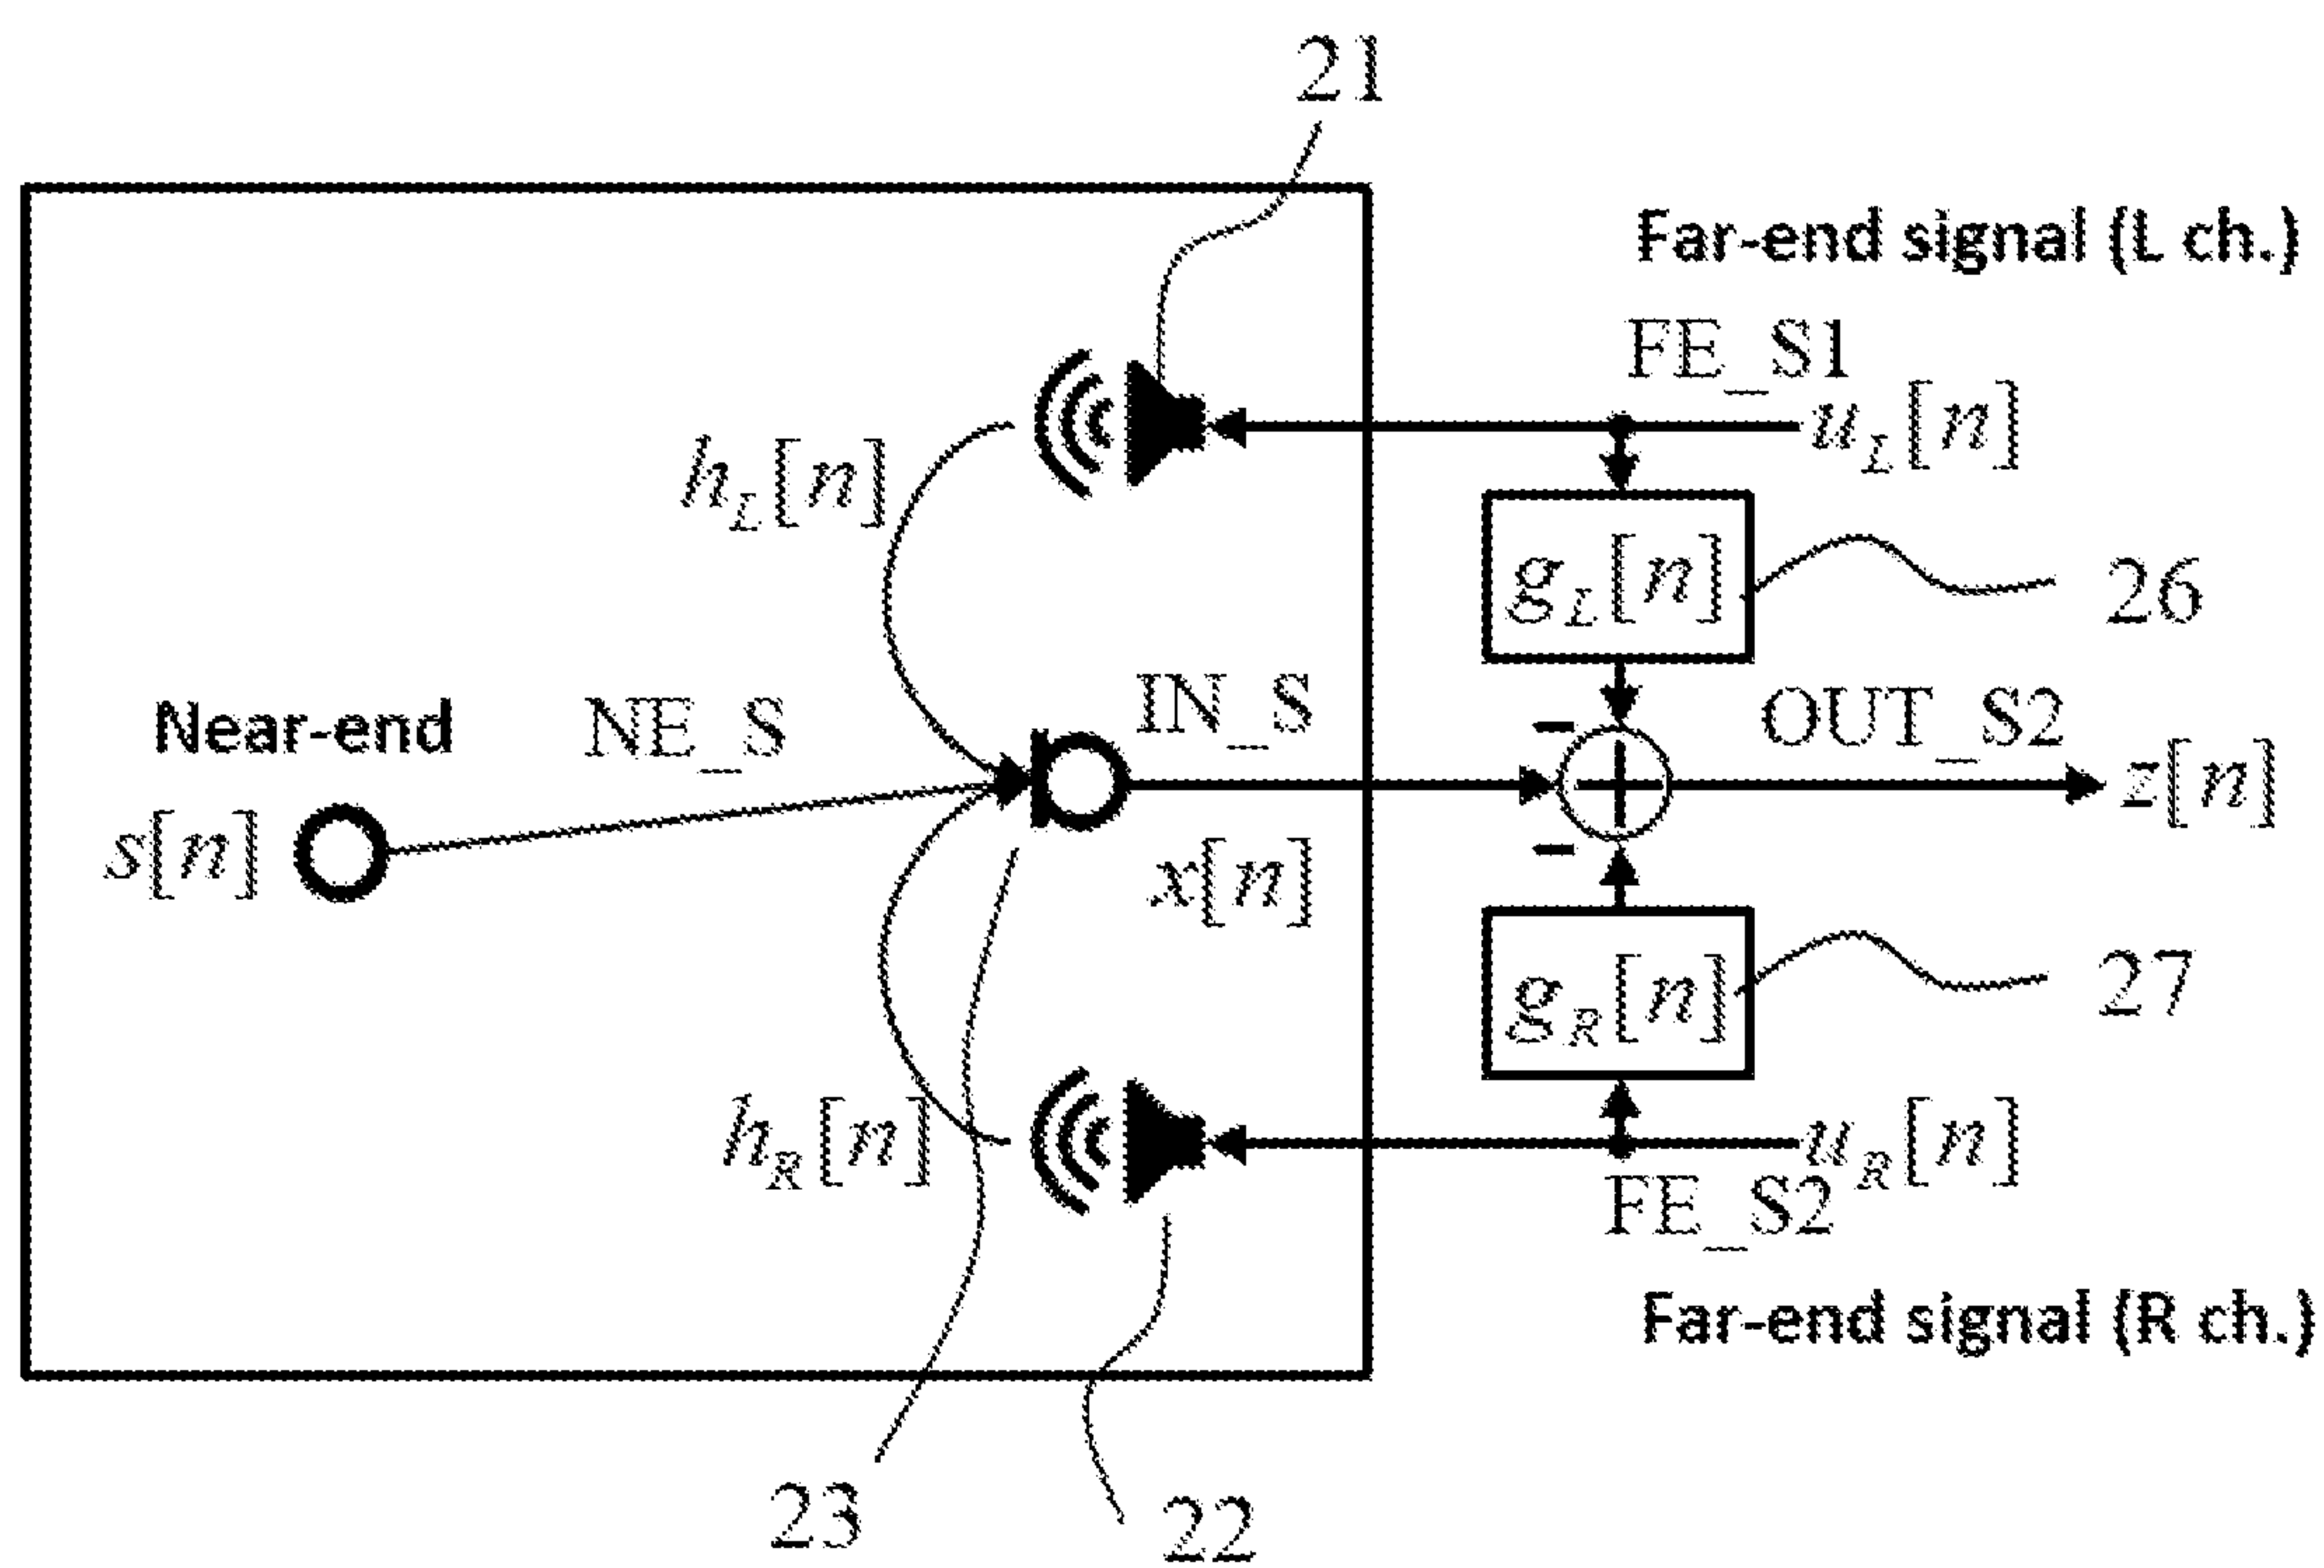 21
Far-end signal (L ch.)
FE_S1
u_L[n]
h_L[n]
g_L[n]
26
Near-end
NE_S
IN_S
OUT_S2
s[n]
x[n]
z[n]
g_R[n]
27
h_R[n]
u_R[n]
FE_S2
Far-end signal (R ch.)
23
22